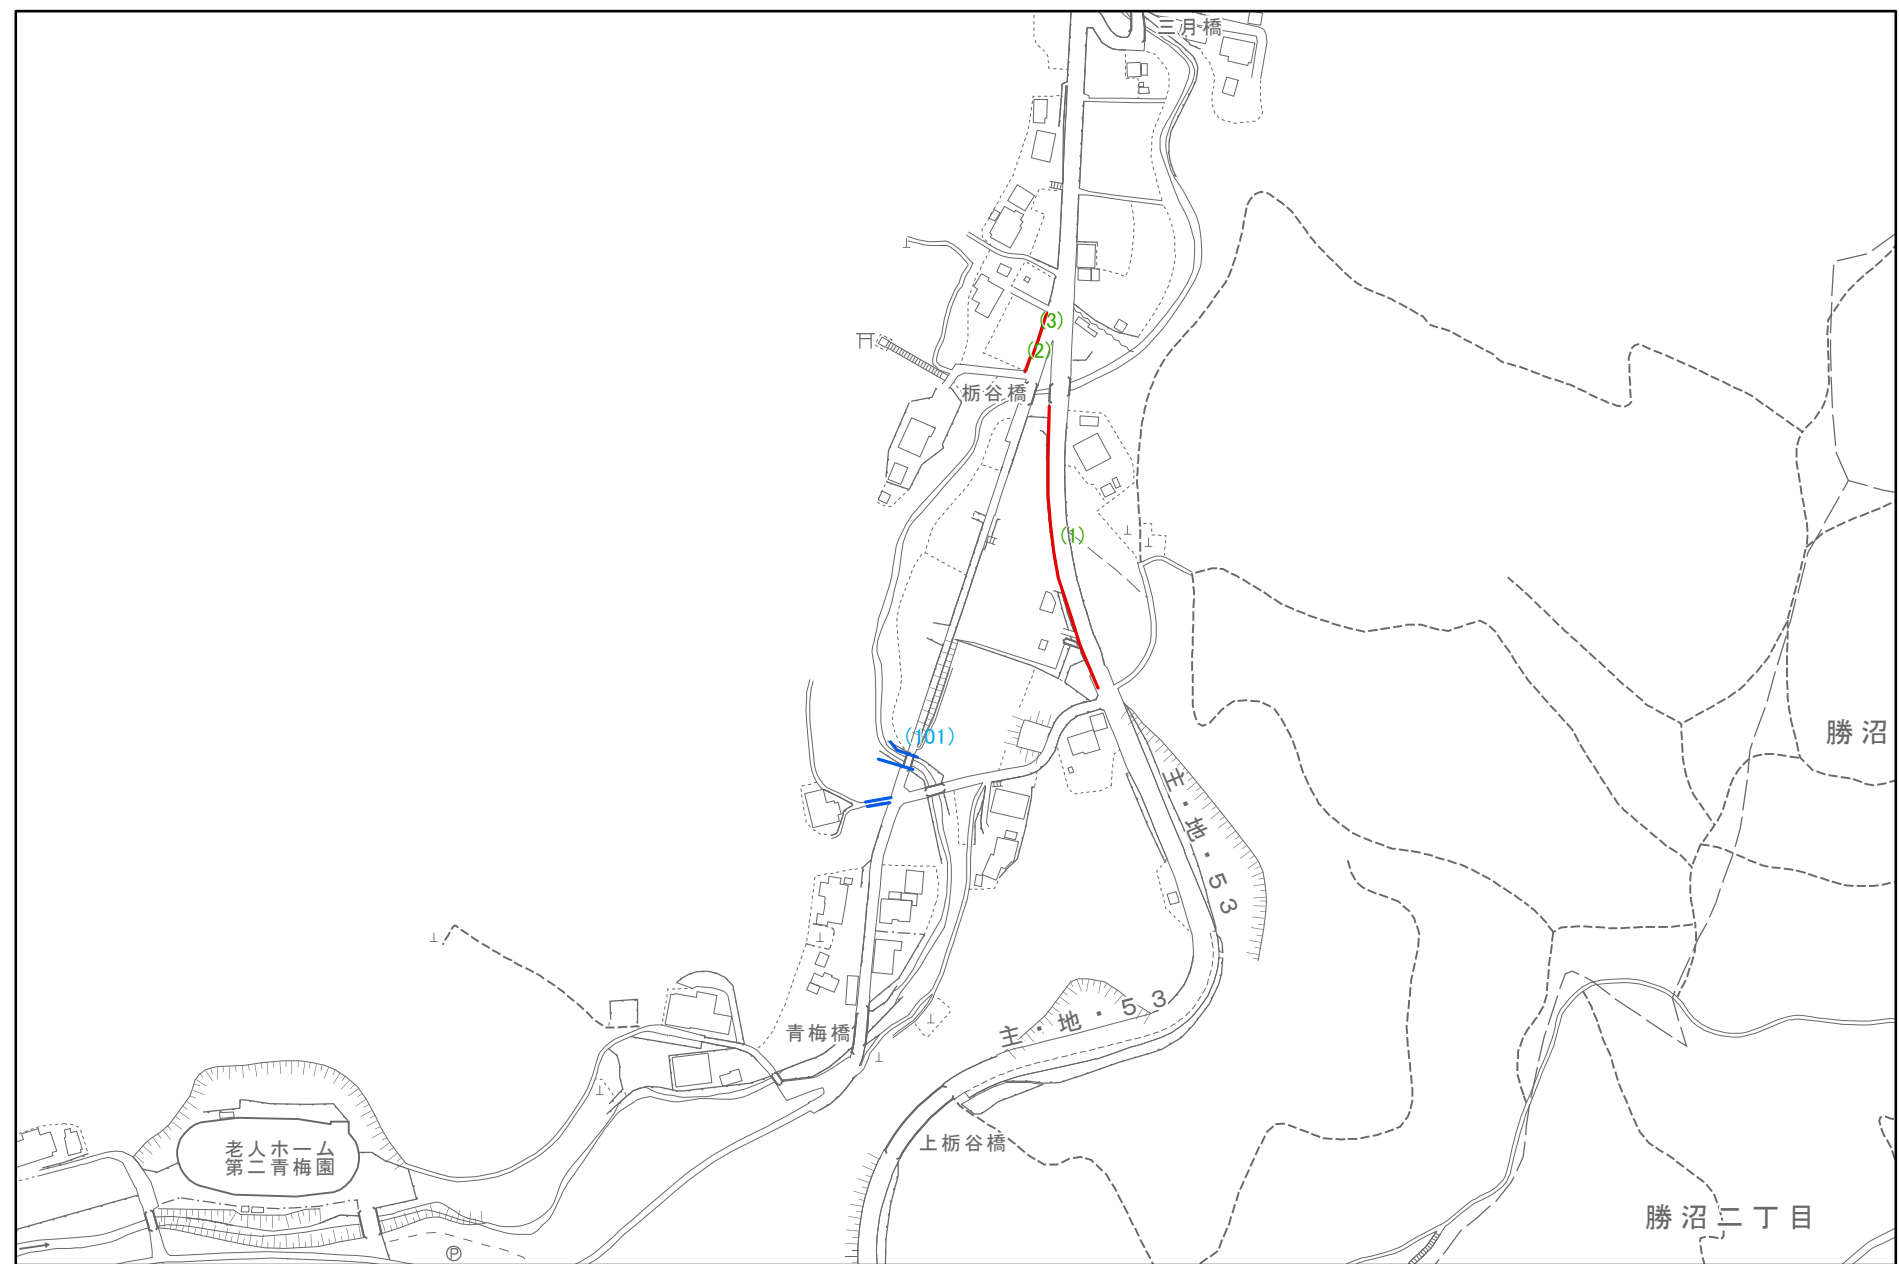 三月橋
(3)
(2)
栃谷橋
(1)
勝沼
(101)
主・地・53
主・地・53
青梅橋
上栃谷橋
老人ホーム
第二青梅園
勝沼二丁目
P